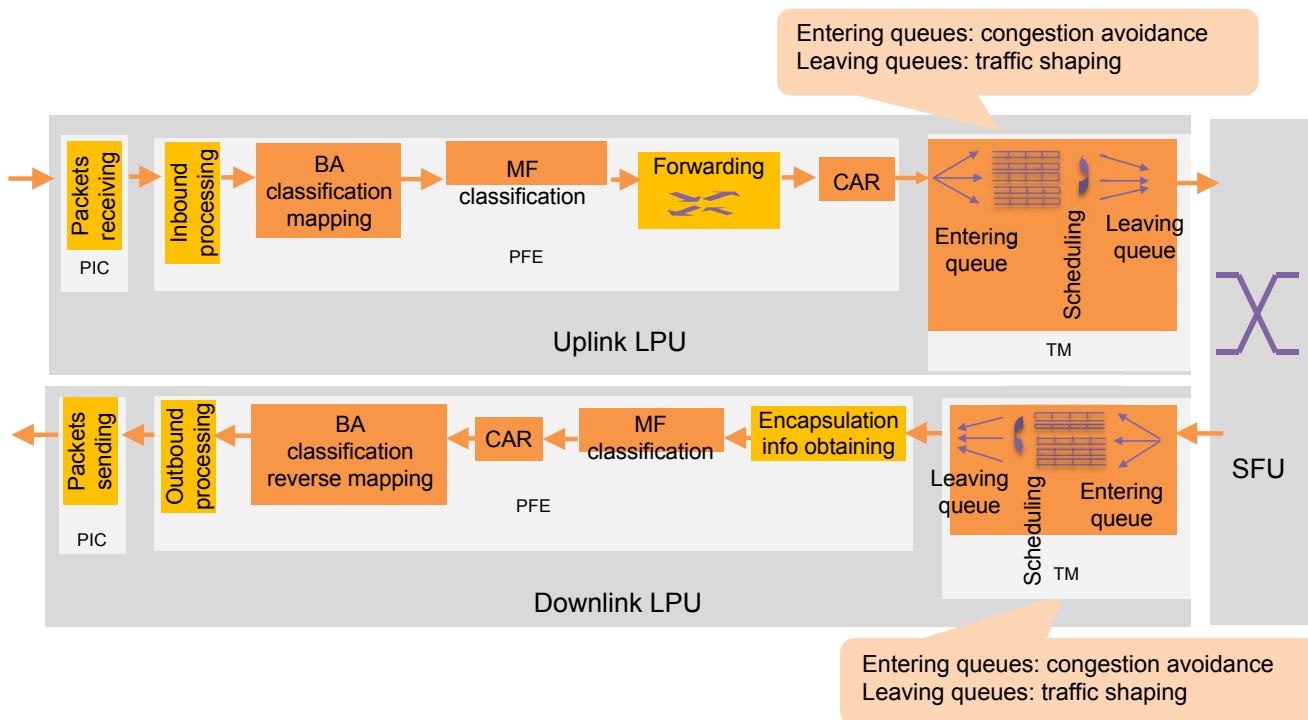 Entering queues: congestion avoidance
Leaving queues: traffic shaping
Packets
receiving
PIC
Inbound
processing
BA
classification
mapping
MF
classification
Forwarding
CAR
PFE
Entering
queue
Scheduling
Leaving
queue
TM
Uplink LPU
SFU
Packets
sending
PIC
Outbound
processing
BA
classification
reverse mapping
CAR
MF
classification
Encapsulation
info obtaining
PFE
Leaving
queue
Scheduling
Entering
queue
TM
Downlink LPU
Entering queues: congestion avoidance
Leaving queues: traffic shaping